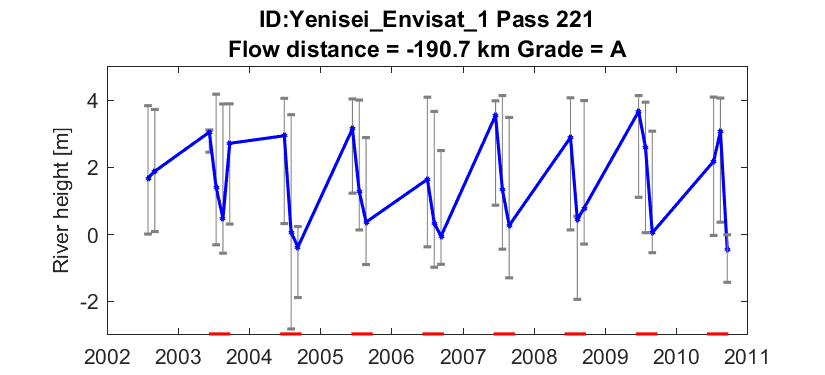 ID:Yenisei_Envisat_1 Pass 221
Flow distance = -190.7 km Grade = A
River height [m]
4
2
0
-2
2002 2003 2004 2005 2006 2007 2008 2009 2010 2011